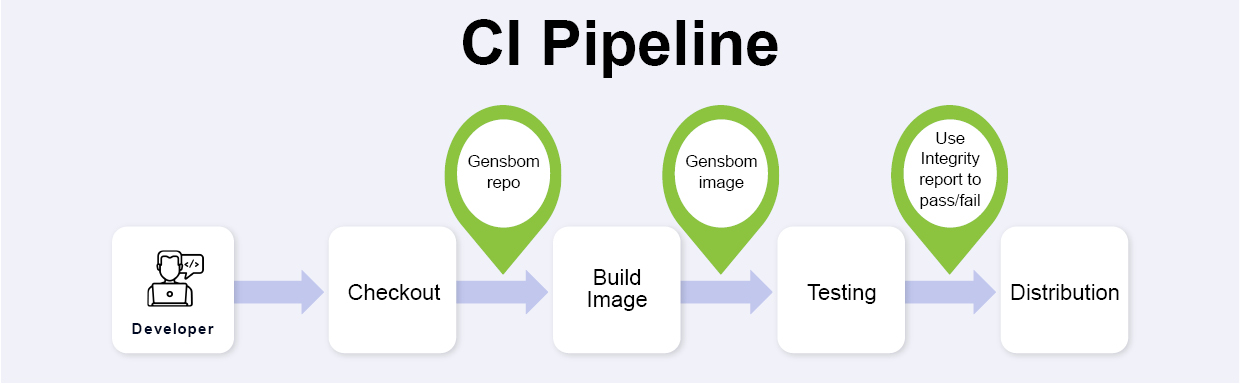 CI Pipeline
Gensbom
repo
Gensbom
image
Use
Integrity
report to
pass/fail
</>
Developer
Checkout
Build
Image
Testing
Distribution